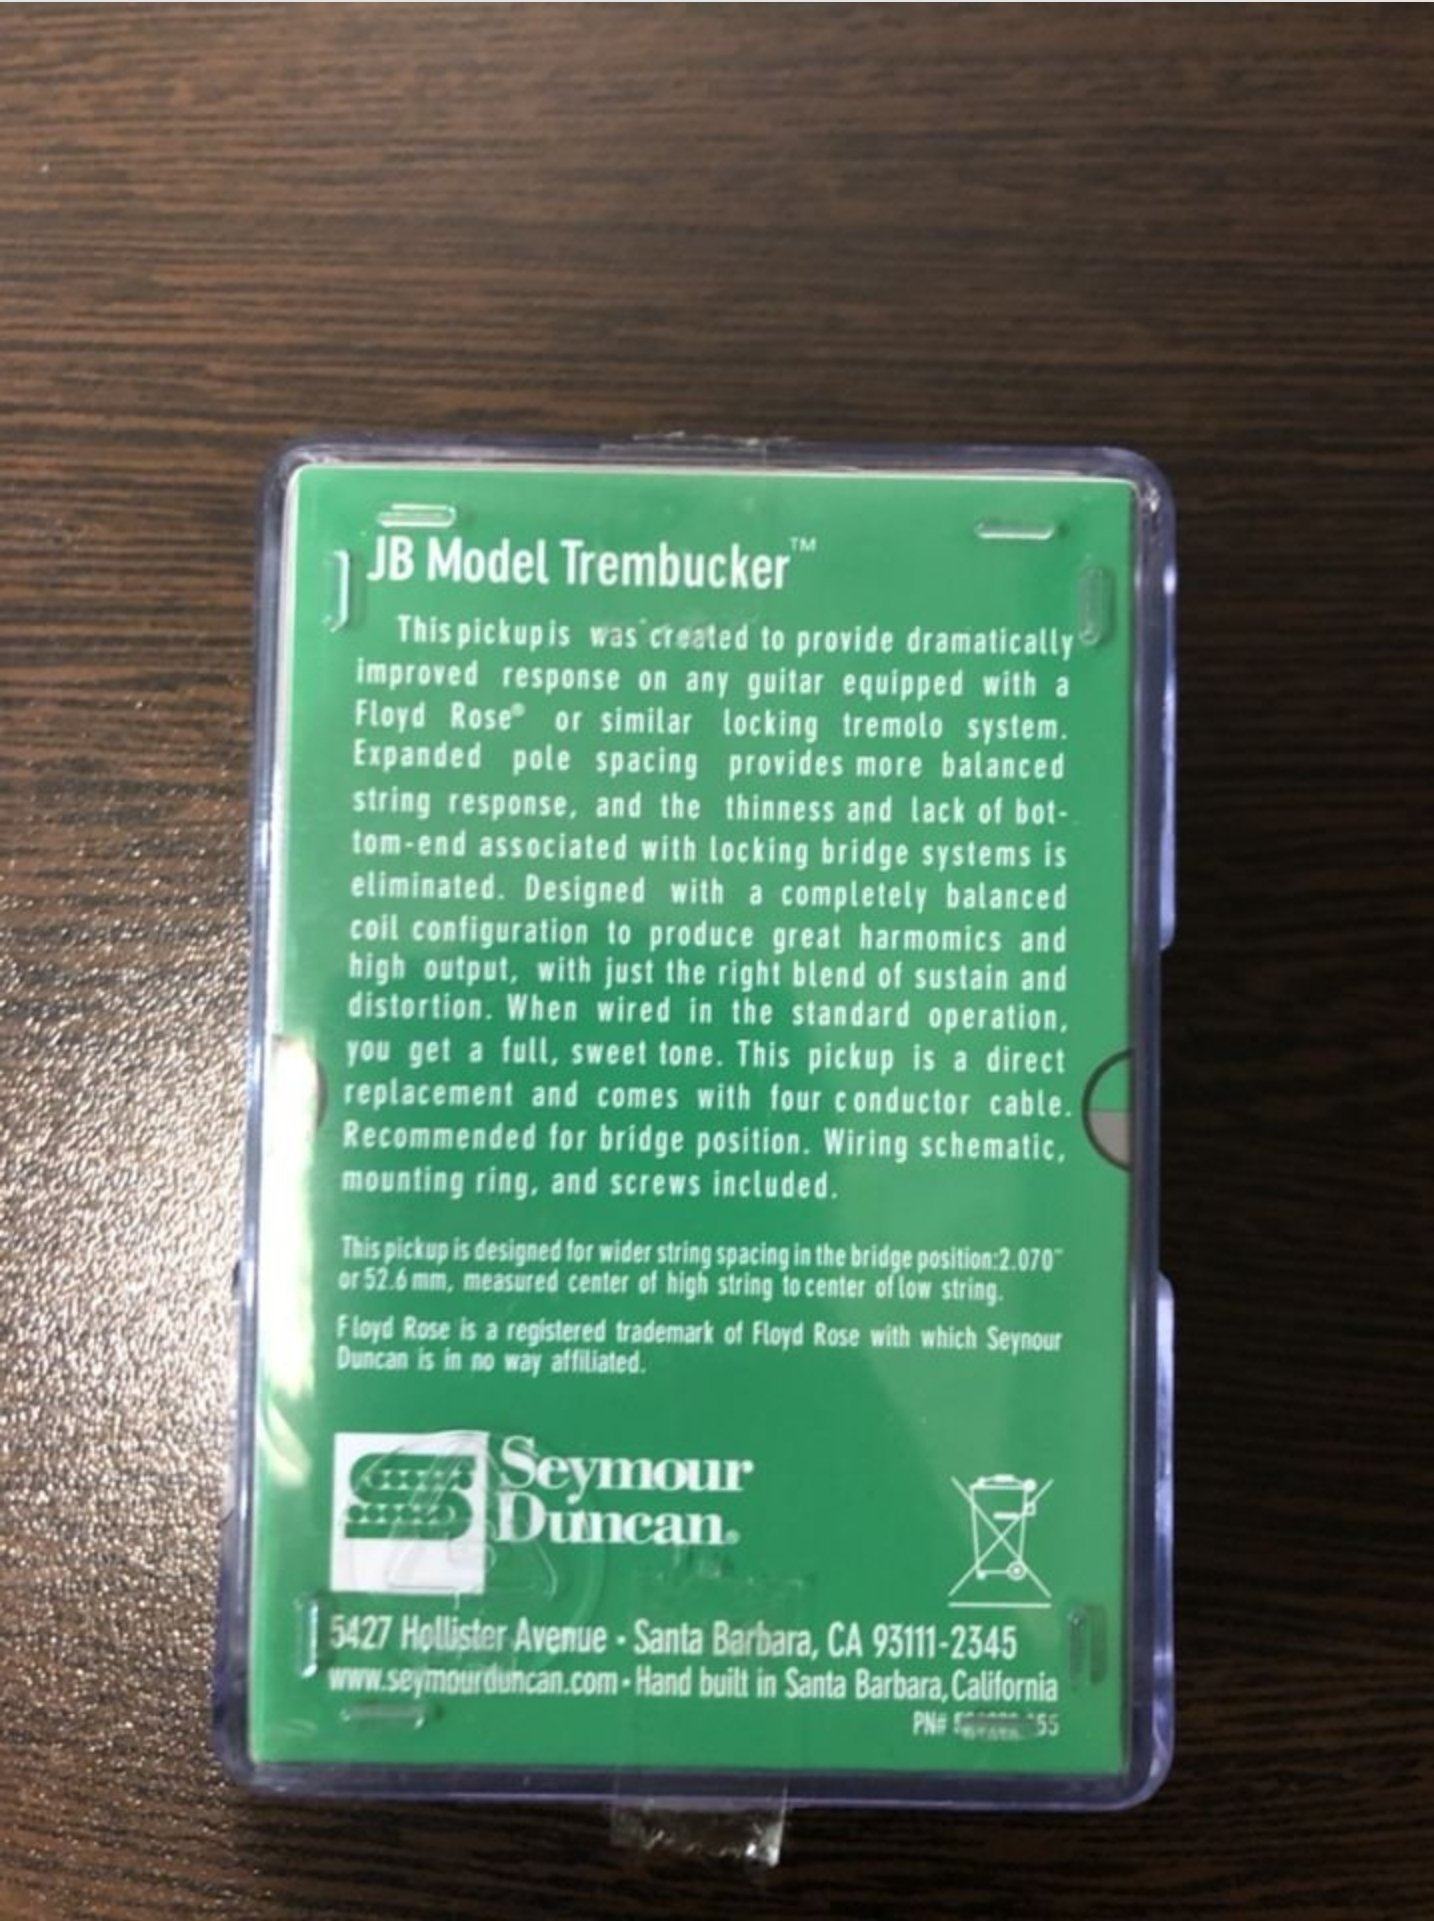 JB Model Trembucker™
This pickup is was created to provide dramatically
improved response on any guitar equipped with a
Floyd Rose® or similar locking tremolo system.
Expanded pole spacing provides more balanced
string response, and the thinness and lack of bot-
tom-end associated with locking bridge systems is
eliminated. Designed with a completely balanced
coil configuration to produce great harmomics and
high output, with just the right blend of sustain and
distortion. When wired in the standard operation,
you get a full, sweet tone. This pickup is a direct
replacement and comes with four conductor cable.
Recommended for bridge position. Wiring schematic,
mounting ring, and screws included.
This pickup is designed for wider string spacing in the bridge position:2.070"
or 52.6 mm, measured center of high string to center of low string.
Floyd Rose is a registered trademark of Floyd Rose with which Seynour
Duncan is in no way affiliated.
Seymour
Duncan®
5427 Hollister Avenue • Santa Barbara, CA 93111-2345
www.seymourduncan.com • Hand built in Santa Barbara, California
PN#